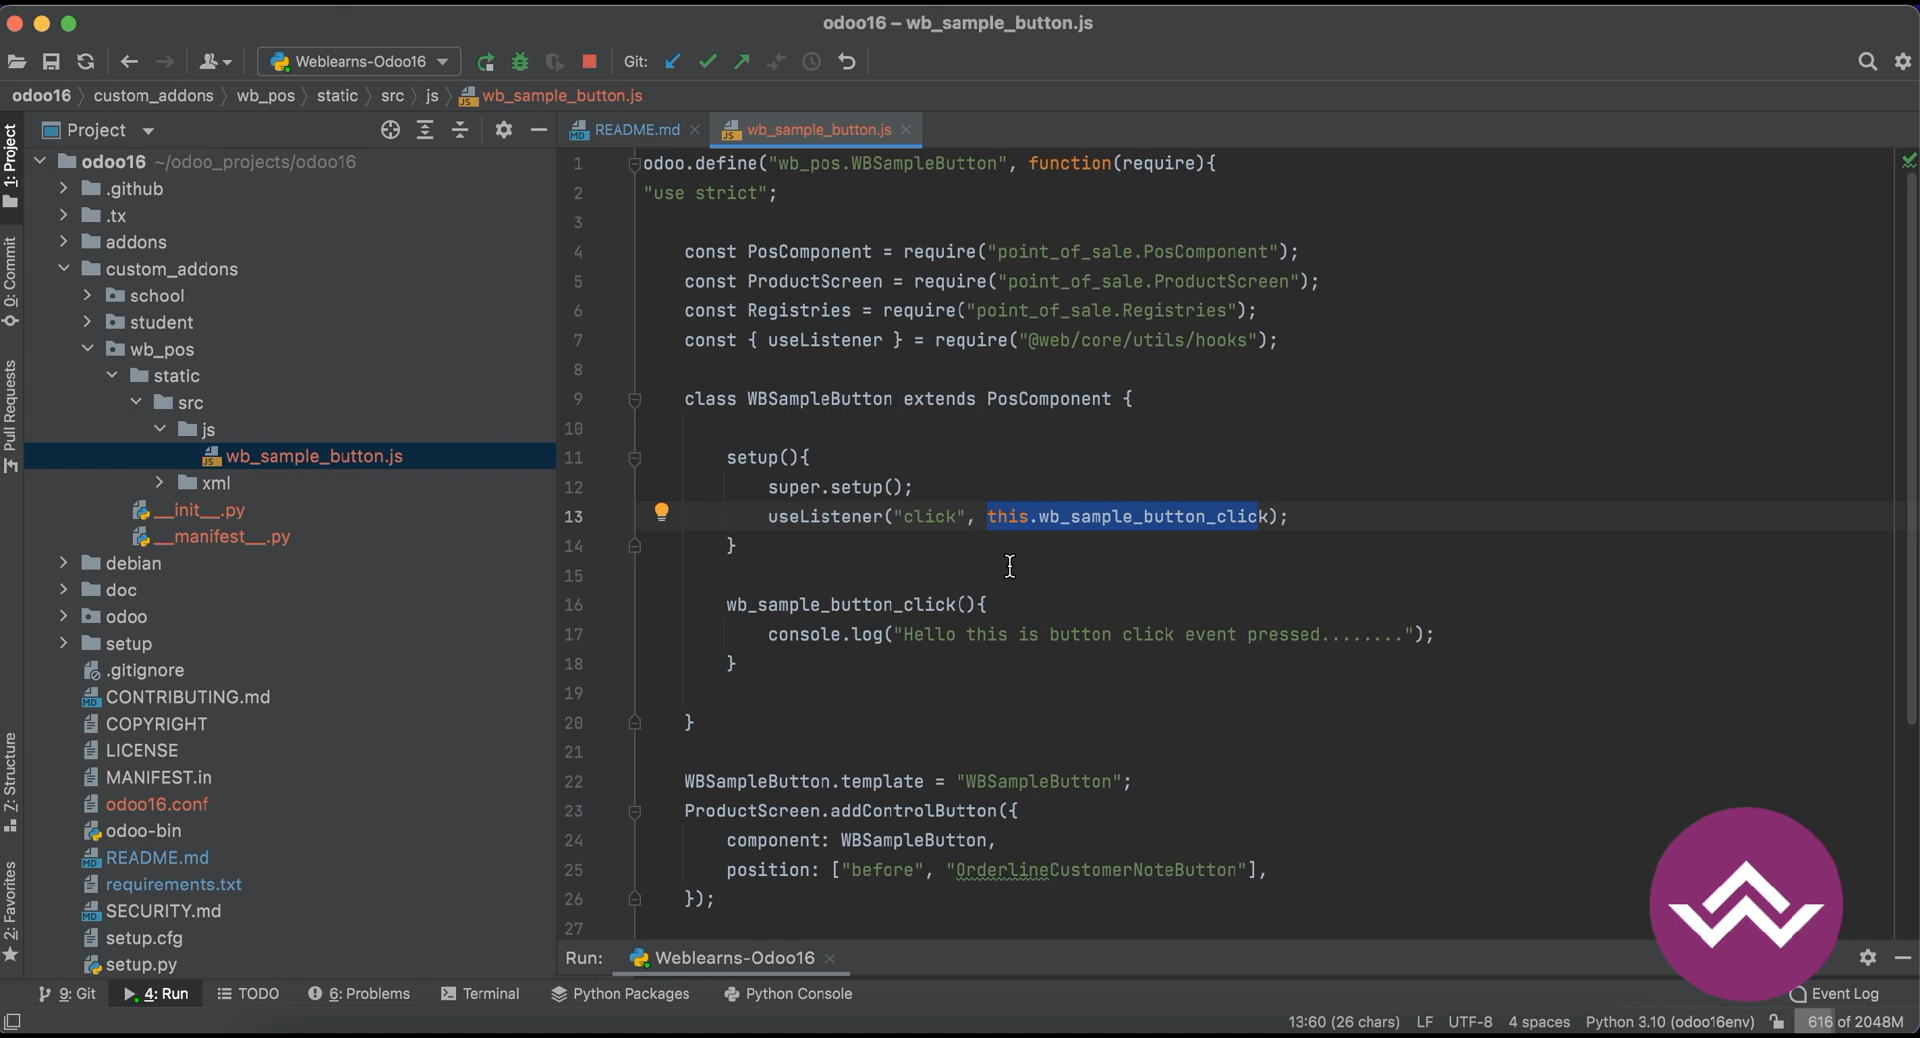 odoo16 – wb_sample_button.js
Weblearns-Odoo16
Git:
odoo16 custom_addons wb_pos static src js wb_sample_button.js
1: Project
0: Commit
Pull Requests
7: Structure
2: Favorites
Project
odoo16 ~/odoo_projects/odoo16
.github
.tx
addons
custom_addons
school
student
wb_pos
static
src
js
wb_sample_button.js
xml
__init__.py
__manifest__.py
debian
doc
odoo
setup
.gitignore
CONTRIBUTING.md
COPYRIGHT
LICENSE
MANIFEST.in
odoo16.conf
odoo-bin
README.md
requirements.txt
SECURITY.md
setup.cfg
setup.py
README.md wb_sample_button.js
1 odoo.define("wb_pos.WBSampleButton", function(require){
2 "use strict";
3
4 const PosComponent = require("point_of_sale.PosComponent");
5 const ProductScreen = require("point_of_sale.ProductScreen");
6 const Registries = require("point_of_sale.Registries");
7 const { useListener } = require("@web/core/utils/hooks");
8
9 class WBSampleButton extends PosComponent {
10
11 setup(){
12 super.setup();
13 useListener("click", this.wb_sample_button_click);
14 }
15
16 wb_sample_button_click(){
17 console.log("Hello this is button click event pressed........");
18 }
19
20 }
21
22 WBSampleButton.template = "WBSampleButton";
23 ProductScreen.addControlButton({
24 component: WBSampleButton,
25 position: ["before", "OrderlineCustomerNoteButton"],
26 });
27
Run: Weblearns-Odoo16
9: Git 4: Run TODO 6: Problems Terminal Python Packages Python Console Event Log
13:60 (26 chars) LF UTF-8 4 spaces Python 3.10 (odoo16env) 616 of 2048M